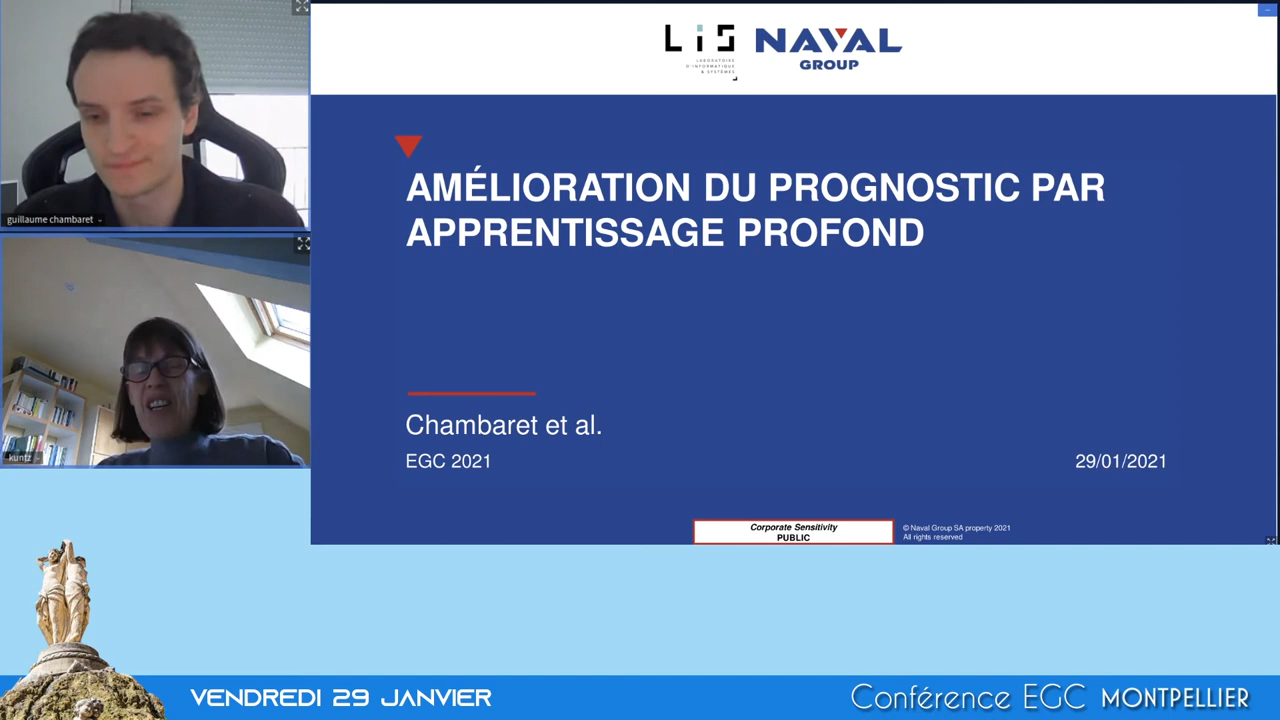 LIS
LABORATOIRE
D'INFORMATIQUE
& SYSTÈMES
NAVAL
GROUP
AMÉLIORATION DU PROGNOSTIC PAR
APPRENTISSAGE PROFOND
guillaume chambaret
kuntz
Chambaret et al.
EGC 2021
29/01/2021
Corporate Sensitivity
PUBLIC
© Naval Group SA property 2021
All rights reserved
VENDREDI 29 JANVIER
Conférence EGC MONTPELLIER